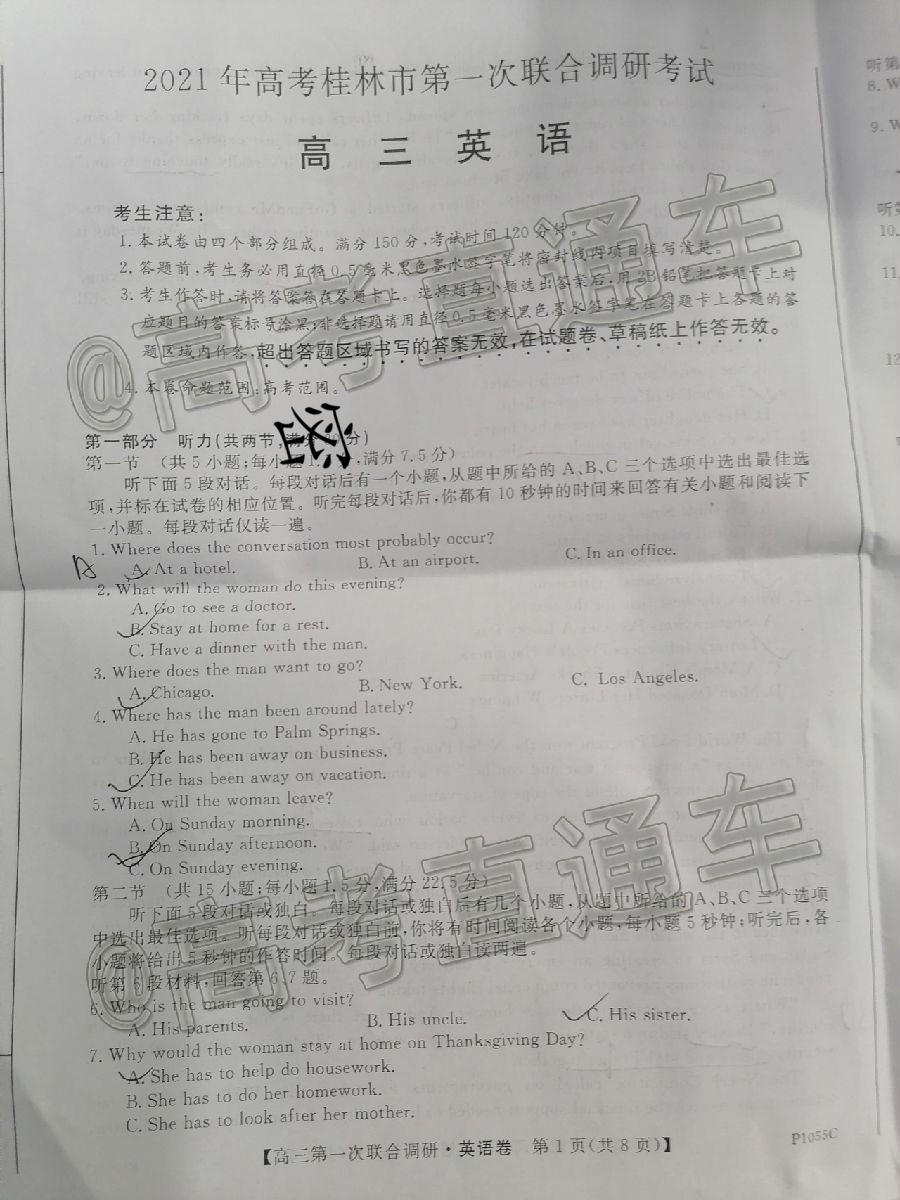 2021年高考桂林市第一次联合调研考试
高三英语
考生注意:
1.本试卷由四个部分组成。满分150分,考试时间120分钟。
2.答题前,考生务必用直径0.5毫米黑色墨水签字笔将密封线内项目填写清楚。
3.考生作答时,请将答案答在答题卡上。选择题每小题选出答案后,用2B铅笔把答题卡上对
应题目的答案标号涂黑;非选择题请用直径0.5毫米黑色墨水签字笔在答题卡上各题的答
题区域内作答,超出答题区域书写的答案无效,在试题卷、草稿纸上作答无效。
4.本卷命题范围:高考范围。
密
第一部分 听力(共两节,满分30分)
第一节 (共5小题;每小题1.5分,满分7.5分)
听下面5段对话。每段对话后有一个小题,从题中所给的A、B、C三个选项中选出最佳选
项,并标在试卷的相应位置。听完每段对话后,你都有10秒钟的时间来回答有关小题和阅读下
一小题。每段对话仅读一遍。
1. Where does the conversation most probably occur?
A A. At a hotel. B. At an airport. C. In an office.
2. What will the woman do this evening?
A. Go to see a doctor.
B. Stay at home for a rest.
C. Have a dinner with the man.
3. Where does the man want to go?
A. Chicago. B. New York. C. Los Angeles.
4. Where has the man been around lately?
A. He has gone to Palm Springs.
B. He has been away on business.
C. He has been away on vacation.
5. When will the woman leave?
A. On Sunday morning.
B. On Sunday afternoon.
C. On Sunday evening.
第二节 (共15小题;每小题1.5分,满分22.5分)
听下面5段对话或独白。每段对话或独白后有几个小题,从题中所给的A、B、C三个选项
中选出最佳选项。听每段对话或独白前,你将有时间阅读各个小题,每小题5秒钟;听完后,各
小题将给出5秒钟的作答时间。每段对话或独白读两遍。
听第6段材料,回答第6、7题。
6. Who is the man going to visit?
A. His parents. B. His uncle. C. His sister.
7. Why would the woman stay at home on Thanksgiving Day?
A. She has to help do housework.
B. She has to do her homework.
C. She has to look after her mother.
【高三第一次联合调研·英语卷 第1页(共8页)】
P1055C
@高考直通车
@高考直通车
听第
8. W
9. W
听第
10.
11.
12